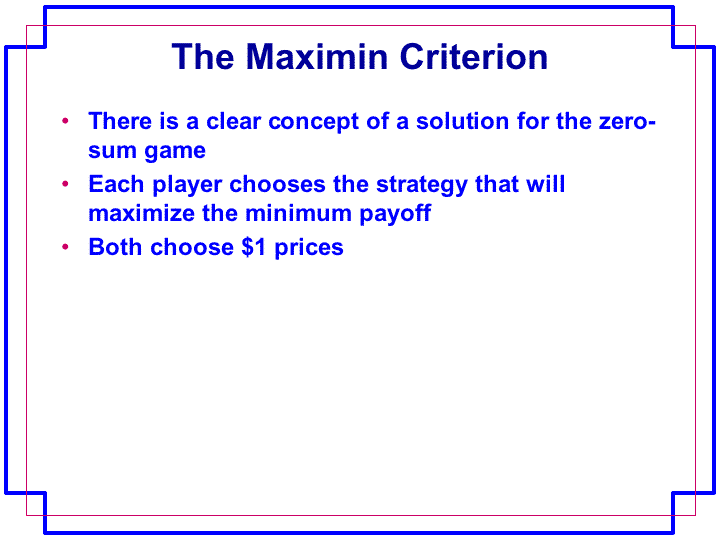 The Maximin Criterion
• There is a clear concept of a solution for the zero-
sum game
• Each player chooses the strategy that will
maximize the minimum payoff
• Both choose $1 prices